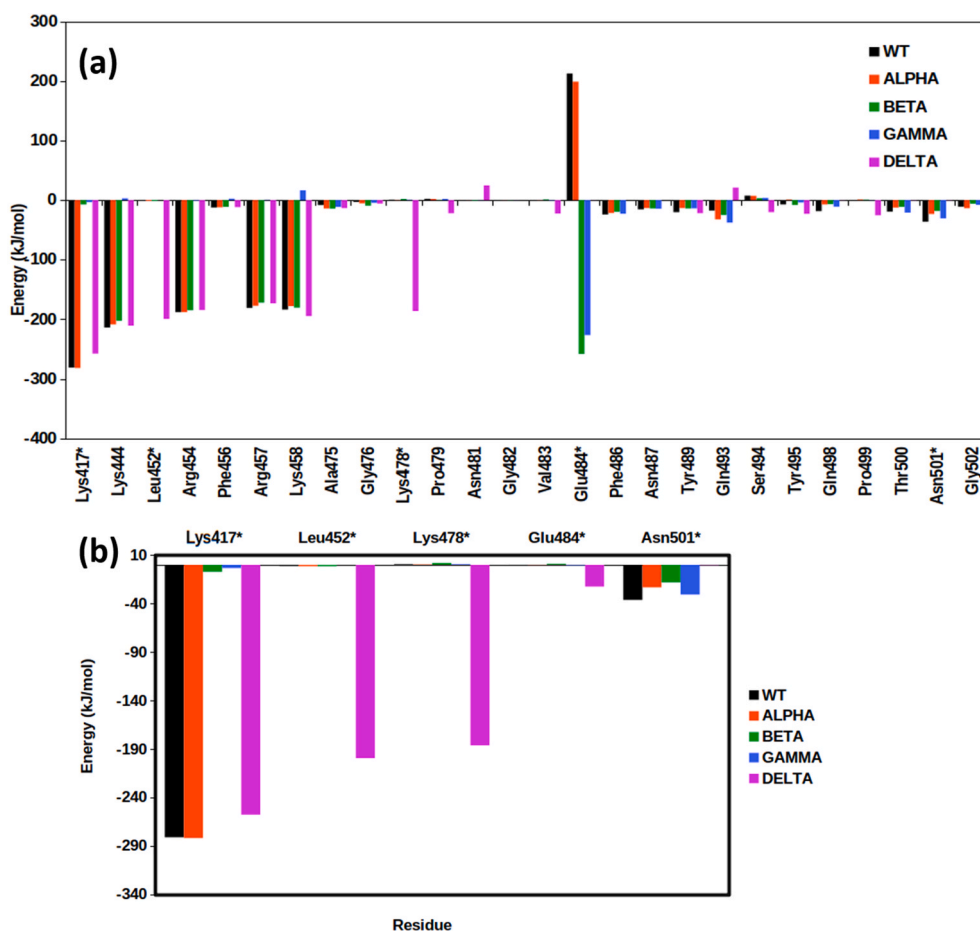 (a)
300
200
100
0
-100
-200
-300
-400
Energy (kJ/mol)
WT
ALPHA
BETA
GAMMA
DELTA
Lys417*
Lys444
Leu452*
Arg454
Phe456
Arg457
Lys458
Ala475
Gly476
Lys478*
Pro479
Asn481
Gly482
Val483
Glu484*
Phe486
Asn487
Tyr489
Gln493
Ser494
Tyr495
Gln498
Pro499
Thr500
Asn501*
Gly502
(b)
Lys417* Leu452* Lys478* Glu484* Asn501*
10
-40
-90
-140
-190
-240
-290
-340
Energy (kJ/mol)
WT
ALPHA
BETA
GAMMA
DELTA
Residue